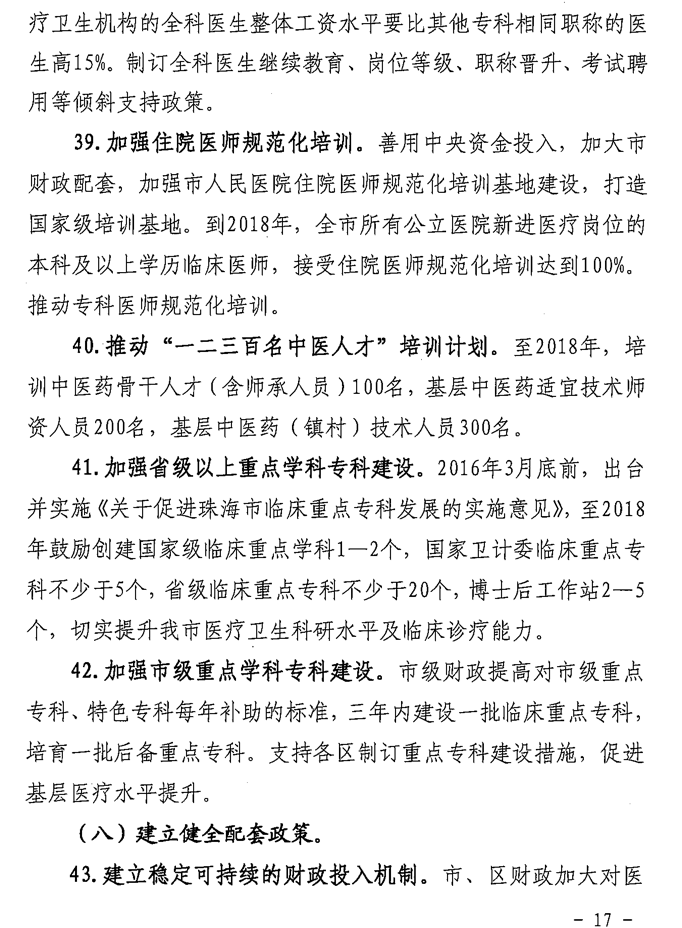 疗卫生机构的全科医生整体工资水平要比其他专科相同职称的医
生高15%。制订全科医生继续教育、岗位等级、职称晋升、考试聘
用等倾斜支持政策。
39.加强住院医师规范化培训。善用中央资金投入，加大市
财政配套，加强市人民医院住院医师规范化培训基地建设，打造
国家级培训基地。到2018年，全市所有公立医院新进医疗岗位的
本科及以上学历临床医师，接受住院医师规范化培训达到100%。
推动专科医师规范化培训。
40.推动“一二三百名中医人才”培训计划。至2018年，培
训中医药骨干人才（含师承人员）100名，基层中医药适宜技术师
资人员200名，基层中医药（镇村）技术人员300名。
41.加强省级以上重点学科专科建设。2016年3月底前，出台
并实施《关于促进珠海市临床重点专科发展的实施意见》，至2018
年鼓励创建国家级临床重点学科1—2个，国家卫计委临床重点专
科不少于5个，省级临床重点专科不少于20个，博士后工作站2—5
个，切实提升我市医疗卫生科研水平及临床诊疗能力。
42.加强市级重点学科专科建设。市级财政提高对市级重点
专科、特色专科每年补助的标准，三年内建设一批临床重点专科，
培育一批后备重点专科。支持各区制订重点专科建设措施，促进
基层医疗水平提升。
（八）建立健全配套政策。
43.建立稳定可持续的财政投入机制。市、区财政加大对医
- 17 -